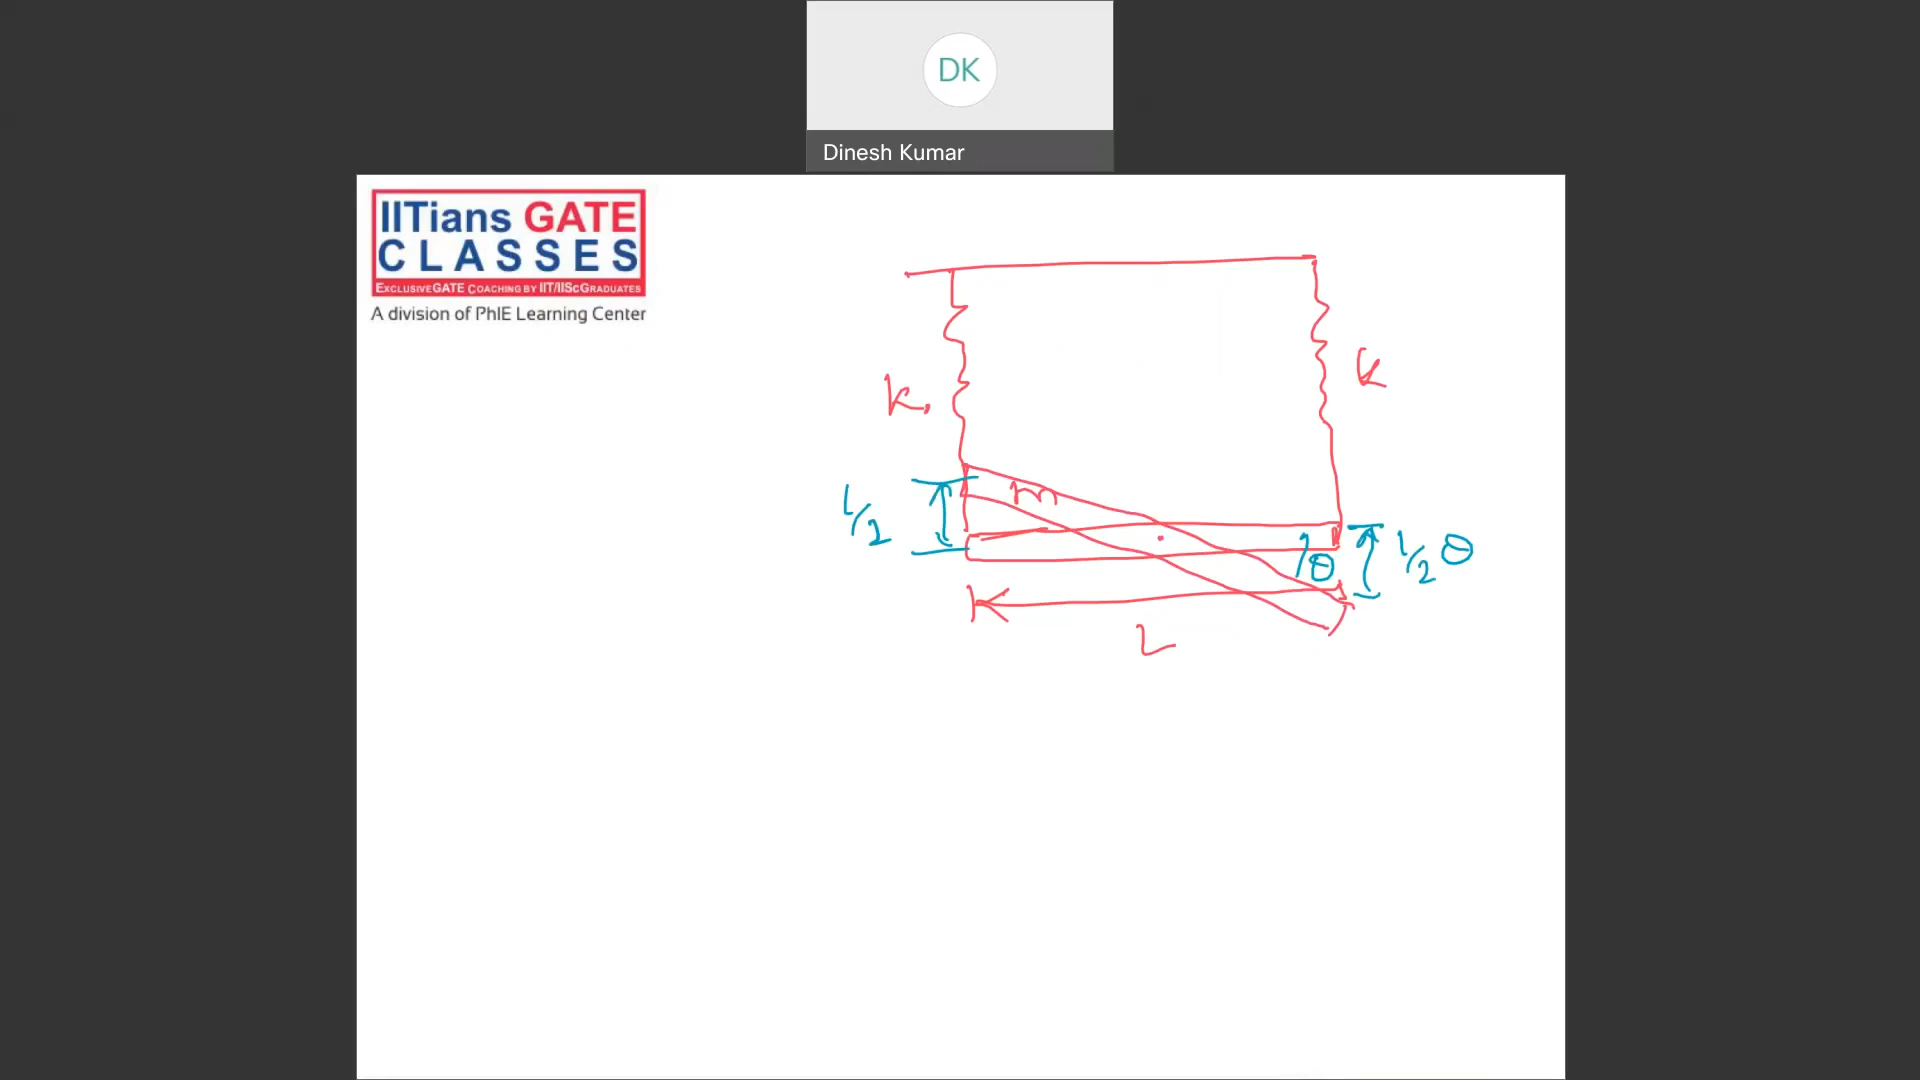 DK
Dinesh Kumar
IITians GATE
CLASSES
EXCLUSIVE GATE COACHING BY IIT/IISc GRADUATES
A division of PhIE Learning Center
K
K
L/2
m
θ
L/2 θ
L